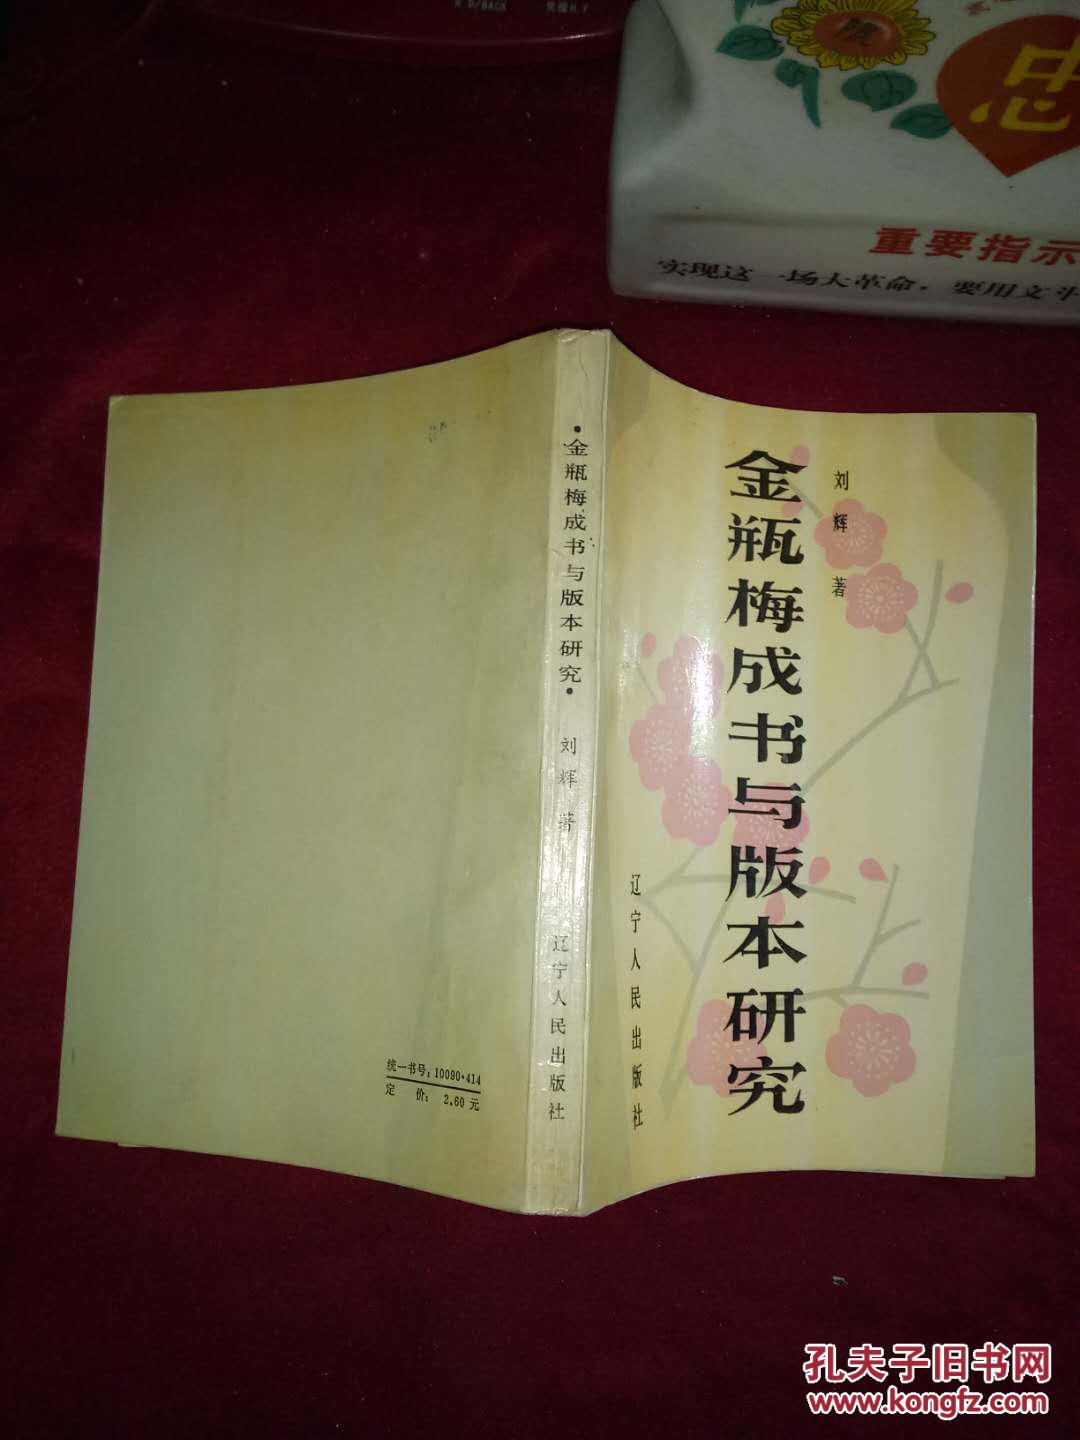 重要指示
实现这一场大革命，要用文斗
金瓶梅成书与版本研究
刘辉 著
辽宁人民出版社
•金瓶梅成书与版本研究•
刘辉 著
辽宁人民出版社
统一书号：10090·414
定 价： 2.60 元
孔夫子旧书网
www.kongfz.com
忠